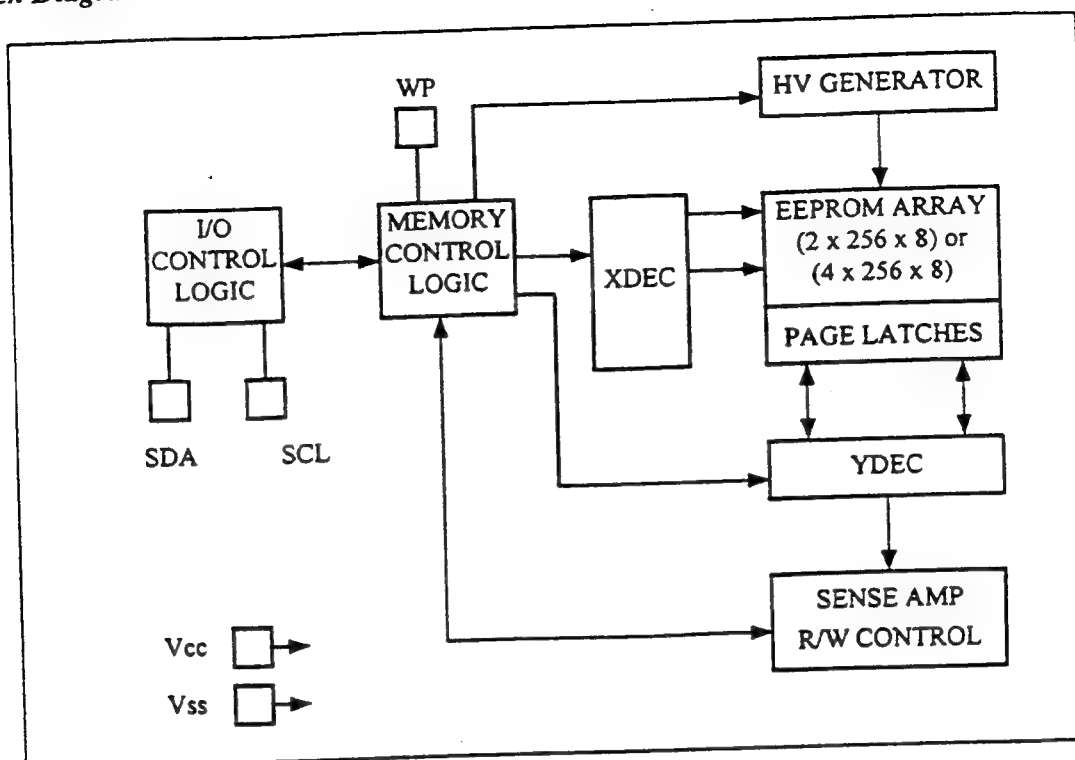 HV GENERATOR
WP
I/O
CONTROL
LOGIC
MEMORY
CONTROL
LOGIC
XDEC
EEPROM ARRAY
(2 x 256 x 8) or
(4 x 256 x 8)
PAGE LATCHES
SDA
SCL
YDEC
SENSE AMP
R/W CONTROL
Vcc
Vss